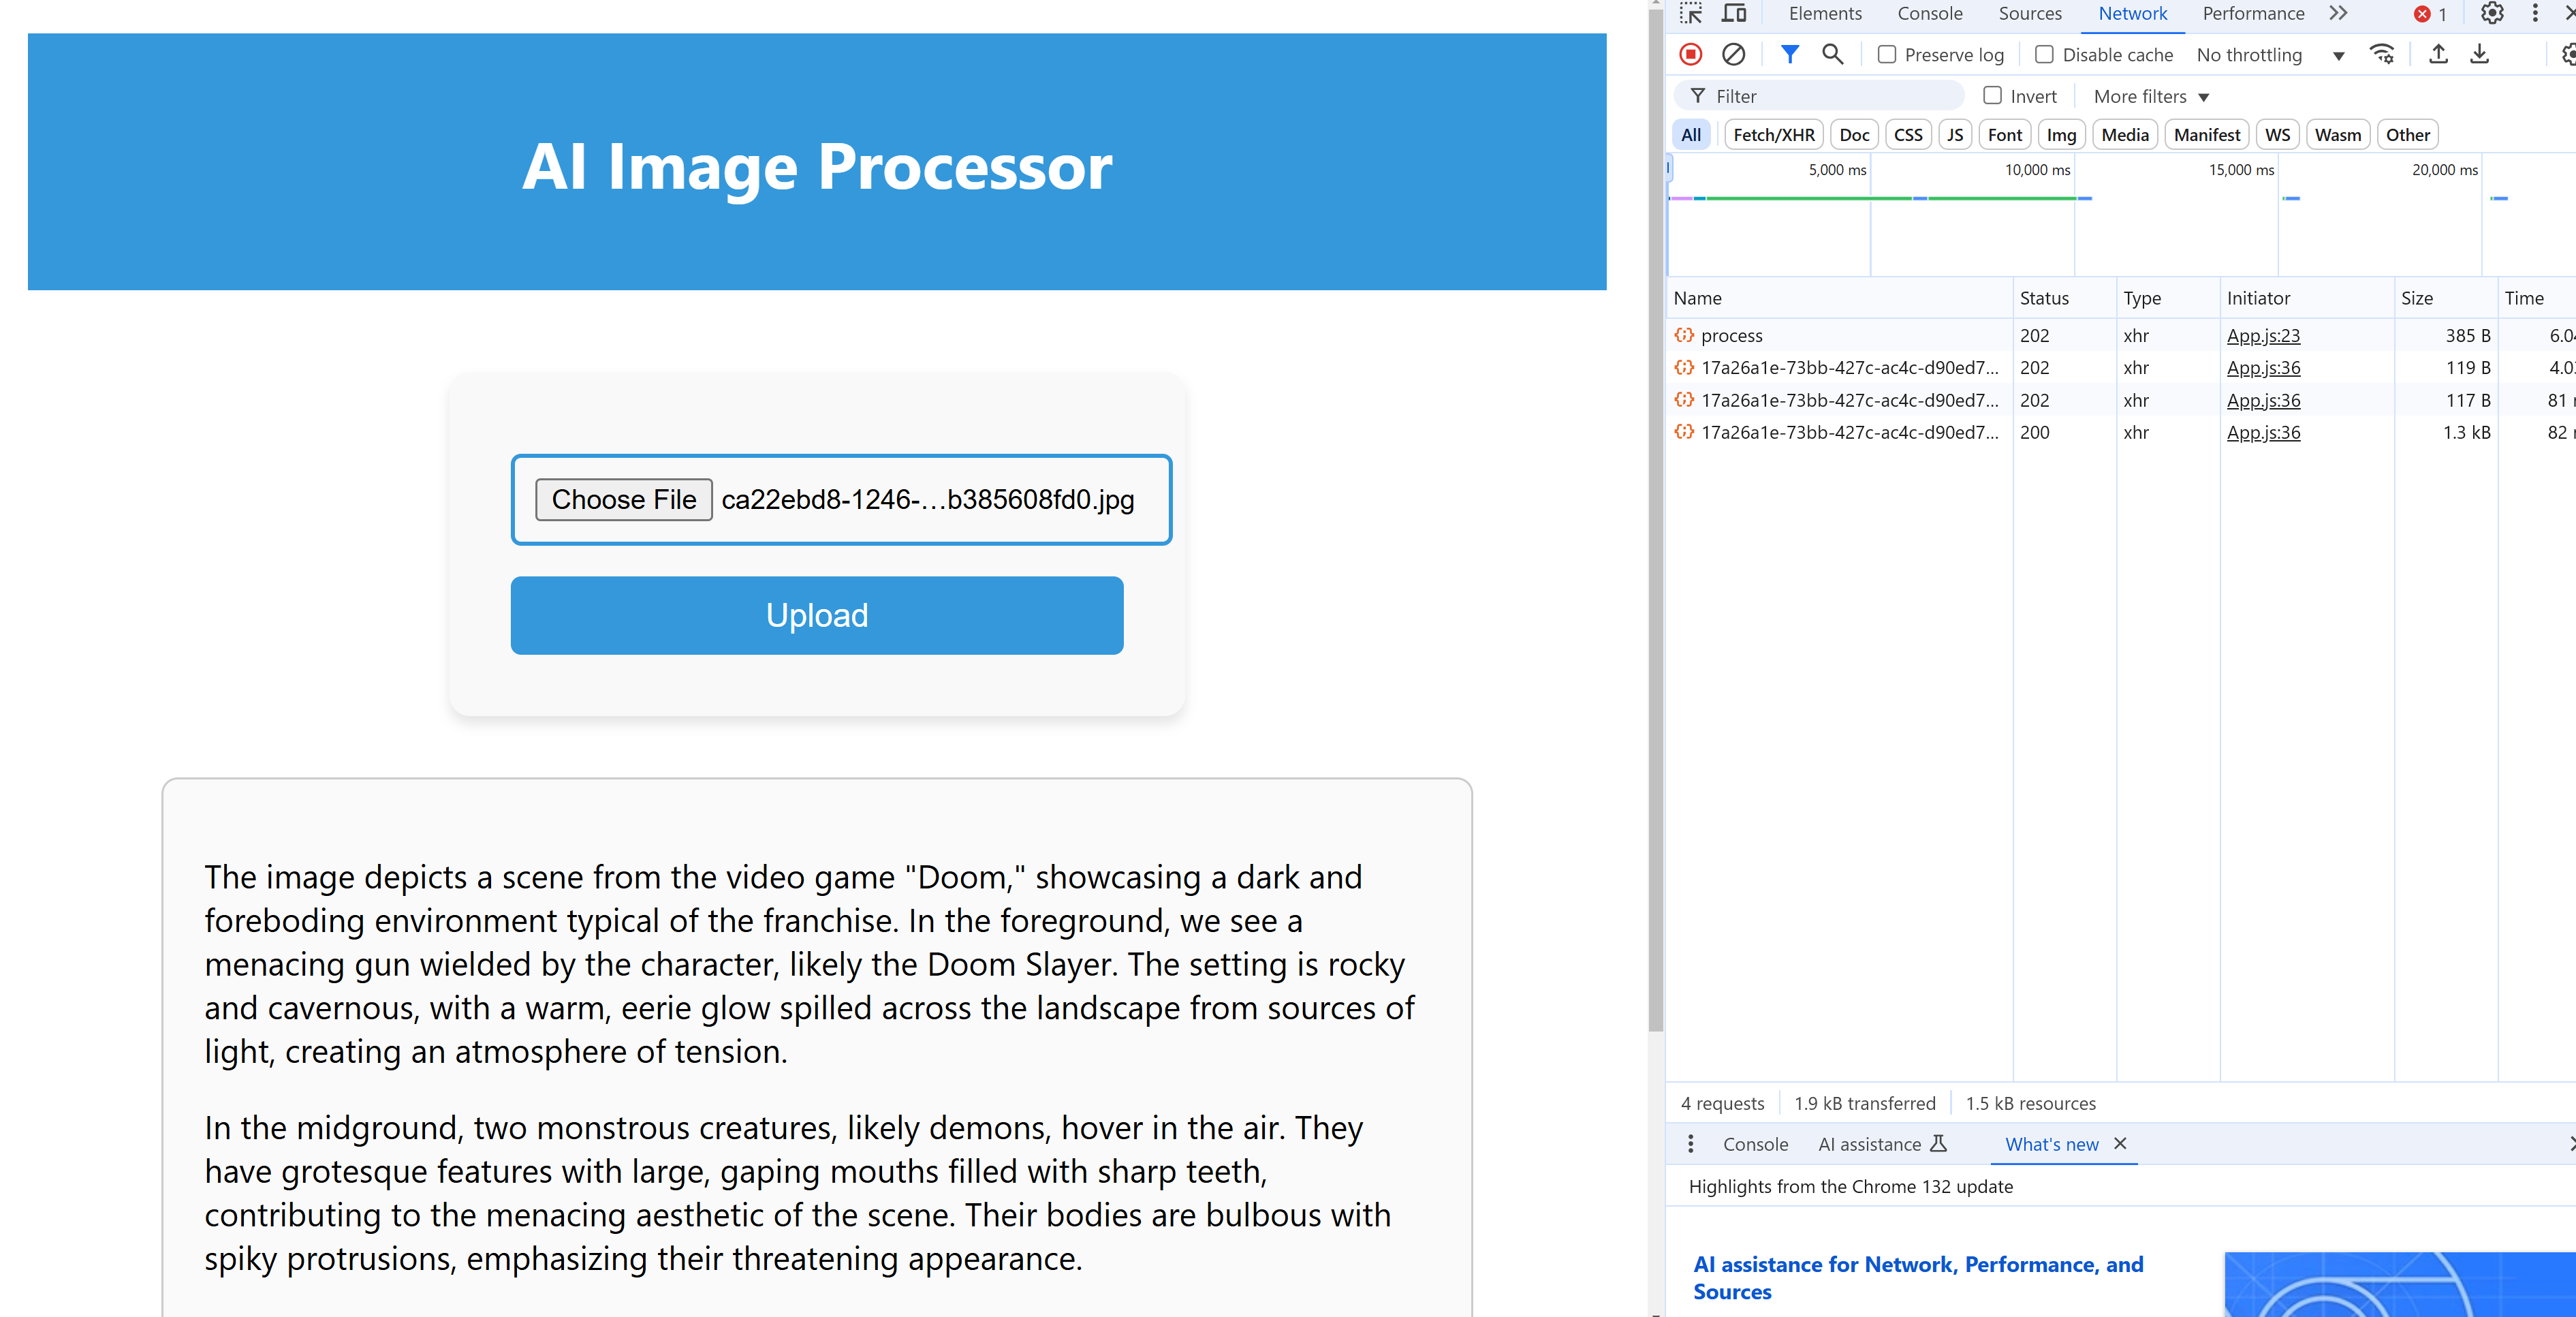 AI Image Processor
Choose File ca22ebd8-1246-…b385608fd0.jpg
Upload
The image depicts a scene from the video game "Doom," showcasing a dark and
foreboding environment typical of the franchise. In the foreground, we see a
menacing gun wielded by the character, likely the Doom Slayer. The setting is rocky
and cavernous, with a warm, eerie glow spilled across the landscape from sources of
light, creating an atmosphere of tension.
In the midground, two monstrous creatures, likely demons, hover in the air. They
have grotesque features with large, gaping mouths filled with sharp teeth,
contributing to the menacing aesthetic of the scene. Their bodies are bulbous with
spiky protrusions, emphasizing their threatening appearance.
Elements Console Sources Network Performance 1
Preserve log Disable cache No throttling
Filter Invert More filters
All Fetch/XHR Doc CSS JS Font Img Media Manifest WS Wasm Other
5,000 ms 10,000 ms 15,000 ms 20,000 ms
Name Status Type Initiator Size Time
process 202 xhr App.js:23 385 B 6.0
17a26a1e-73bb-427c-ac4c-d90ed7... 202 xhr App.js:36 119 B 4.0
17a26a1e-73bb-427c-ac4c-d90ed7... 202 xhr App.js:36 117 B 81
17a26a1e-73bb-427c-ac4c-d90ed7... 200 xhr App.js:36 1.3 kB 82
4 requests 1.9 kB transferred 1.5 kB resources
Console AI assistance What's new
Highlights from the Chrome 132 update
AI assistance for Network, Performance, and
Sources